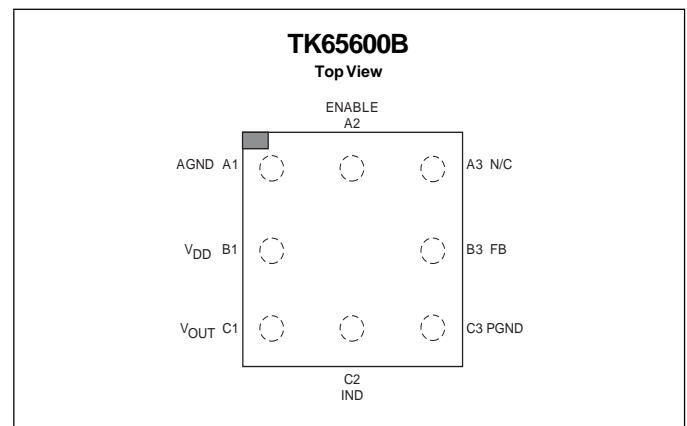 TK65600B
Top View
ENABLE
A2
AGND A1
A3 N/C
VDD B1
B3 FB
VOUT C1
C3 PGND
C2
IND